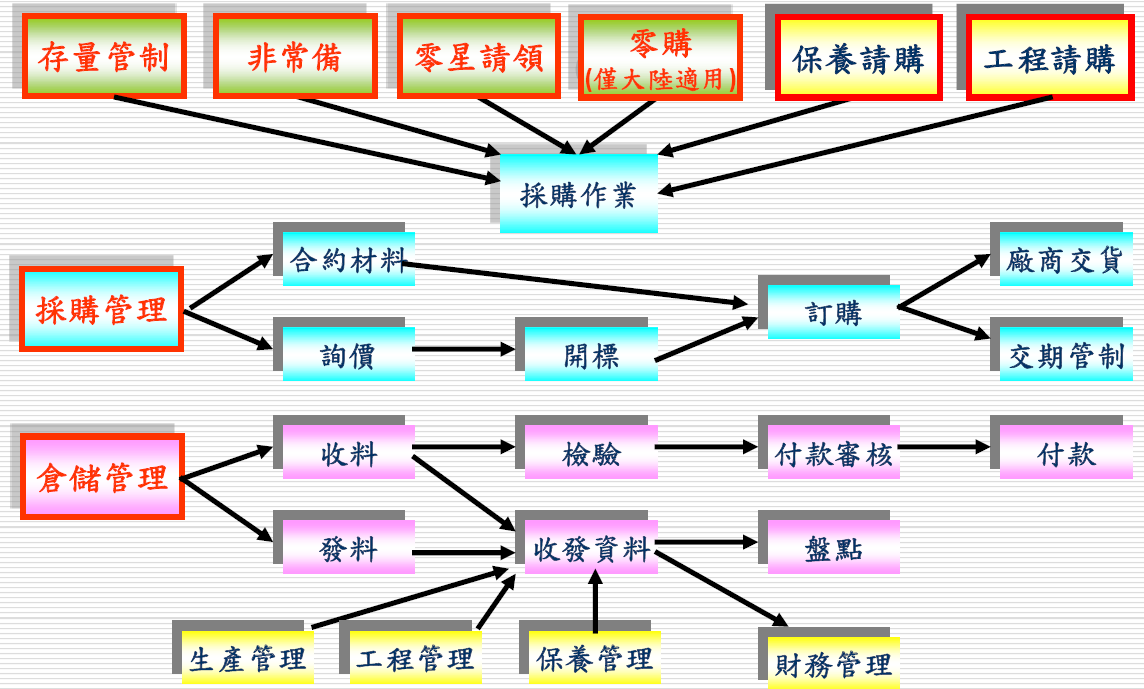 存量管制
非常備
零星請領
零購
(僅大陸適用)
保養請購
工程請購
採購作業
採購管理
合約材料
詢價
開標
訂購
廠商交貨
交期管制
倉儲管理
收料
檢驗
付款審核
付款
發料
收發資料
盤點
生產管理
工程管理
保養管理
財務管理